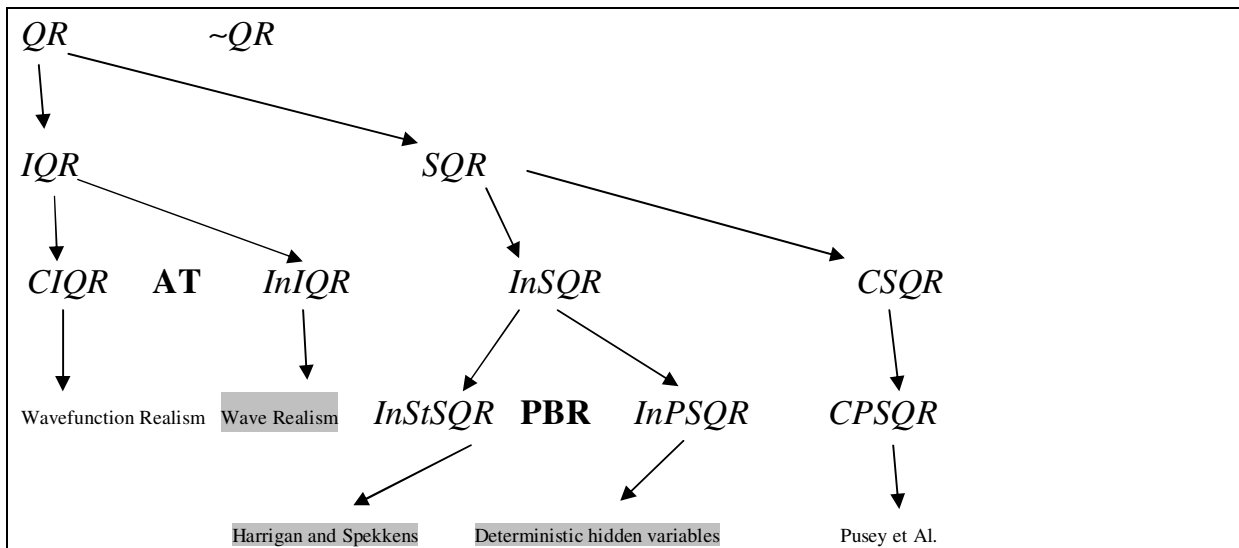 QR ~QR
IQR SQR
CIQR AT InIQR InSQR CSQR
Wavefunction Realism Wave Realism InStSQR PBR InPSQR CPSQR
Harrigan and Spekkens Deterministic hidden variables Pusey et Al.